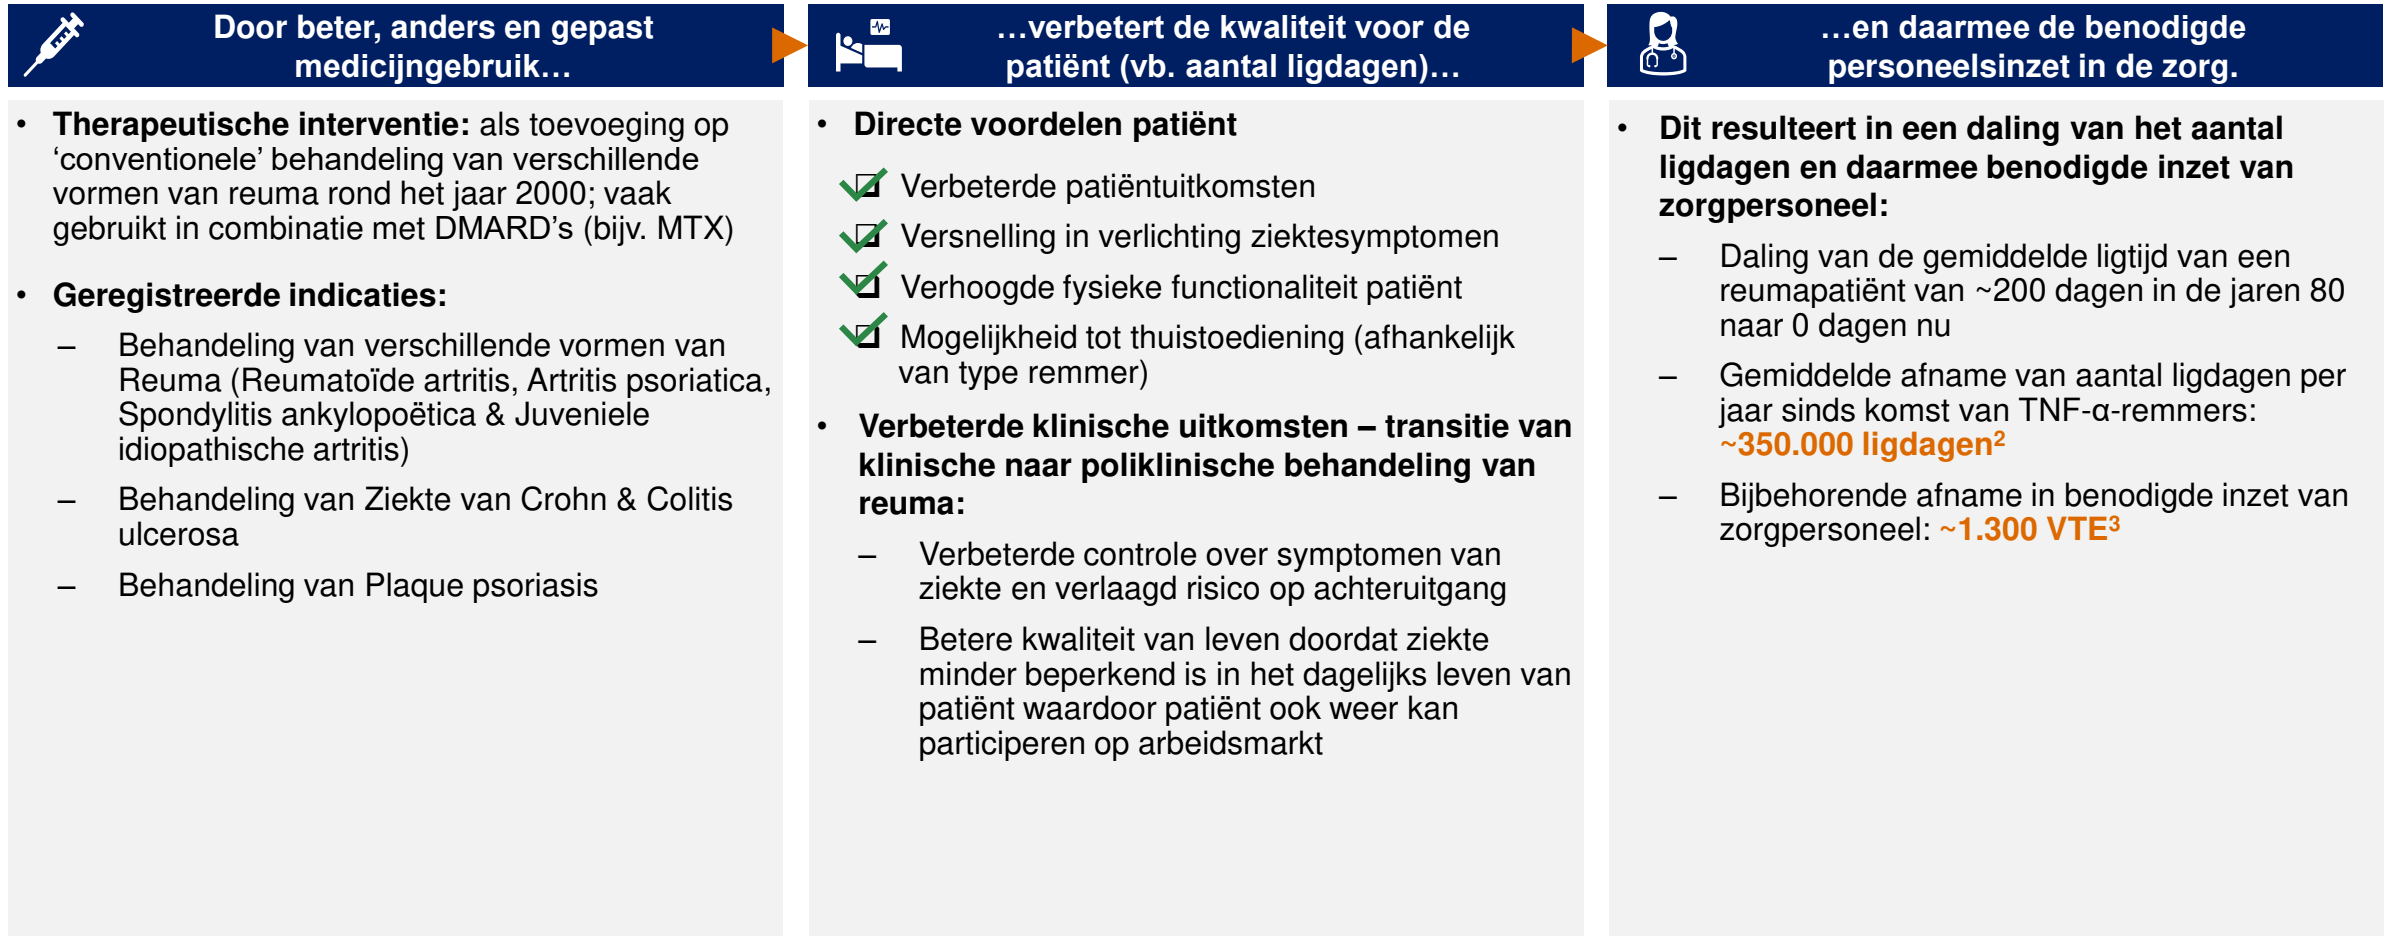 Door beter, anders en gepast
medicijngebruik…
• Therapeutische interventie: als toevoeging op
‘conventionele’ behandeling van verschillende
vormen van reuma rond het jaar 2000; vaak
gebruikt in combinatie met DMARD’s (bijv. MTX)
• Geregistreerde indicaties:
– Behandeling van verschillende vormen van
Reuma (Reumatoïde artritis, Artritis psoriatica,
Spondylitis ankylopoëtica & Juveniele
idiopathische artritis)
– Behandeling van Ziekte van Crohn & Colitis
ulcerosa
– Behandeling van Plaque psoriasis
…verbetert de kwaliteit voor de
patiënt (vb. aantal ligdagen)…
• Directe voordelen patiënt
Verbeterde patiëntuitkomsten
Versnelling in verlichting ziektesymptomen
Verhoogde fysieke functionaliteit patiënt
Mogelijkheid tot thuistoediening (afhankelijk
van type remmer)
• Verbeterde klinische uitkomsten – transitie van
klinische naar poliklinische behandeling van
reuma:
– Verbeterde controle over symptomen van
ziekte en verlaagd risico op achteruitgang
– Betere kwaliteit van leven doordat ziekte
minder beperkend is in het dagelijks leven van
patiënt waardoor patiënt ook weer kan
participeren op arbeidsmarkt
…en daarmee de benodigde
personeelsinzet in de zorg.
• Dit resulteert in een daling van het aantal
ligdagen en daarmee benodigde inzet van
zorgpersoneel:
– Daling van de gemiddelde ligtijd van een
reumapatiënt van ~200 dagen in de jaren 80
naar 0 dagen nu
– Gemiddelde afname van aantal ligdagen per
jaar sinds komst van TNF-α-remmers:
~350.000 ligdagen²
– Bijbehorende afname in benodigde inzet van
zorgpersoneel: ~1.300 VTE³